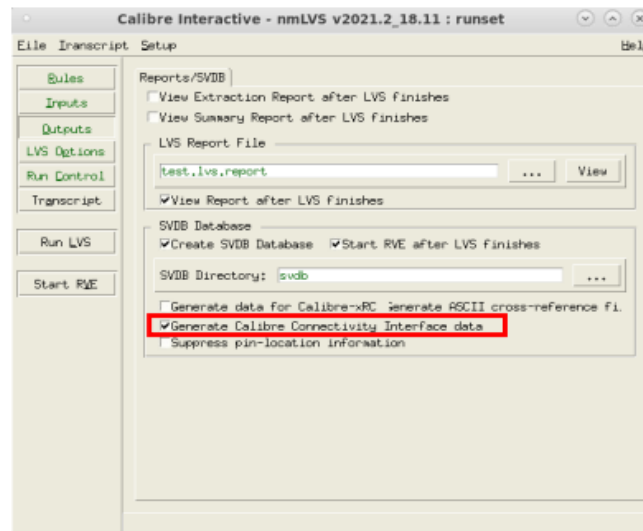 Calibre Interactive - nmLVS v2021.2_18.11 : runset
File Transcript Setup Hel
Rules
Inputs
Outputs
LVS Options
Run Control
Transcript
Run LVS
Start RVE
Reports/SVDB
View Extraction Report after LVS finishes
View Summary Report after LVS finishes
LVS Report File
test.lvs.report ... View
View Report after LVS finishes
SVDB Database
Create SVDB Database Start RVE after LVS finishes
SVDB Directory: svdb ...
Generate data for Calibre-xRC Generate ASCII cross-reference fi.
Generate Calibre Connectivity Interface data
Suppress pin-location information